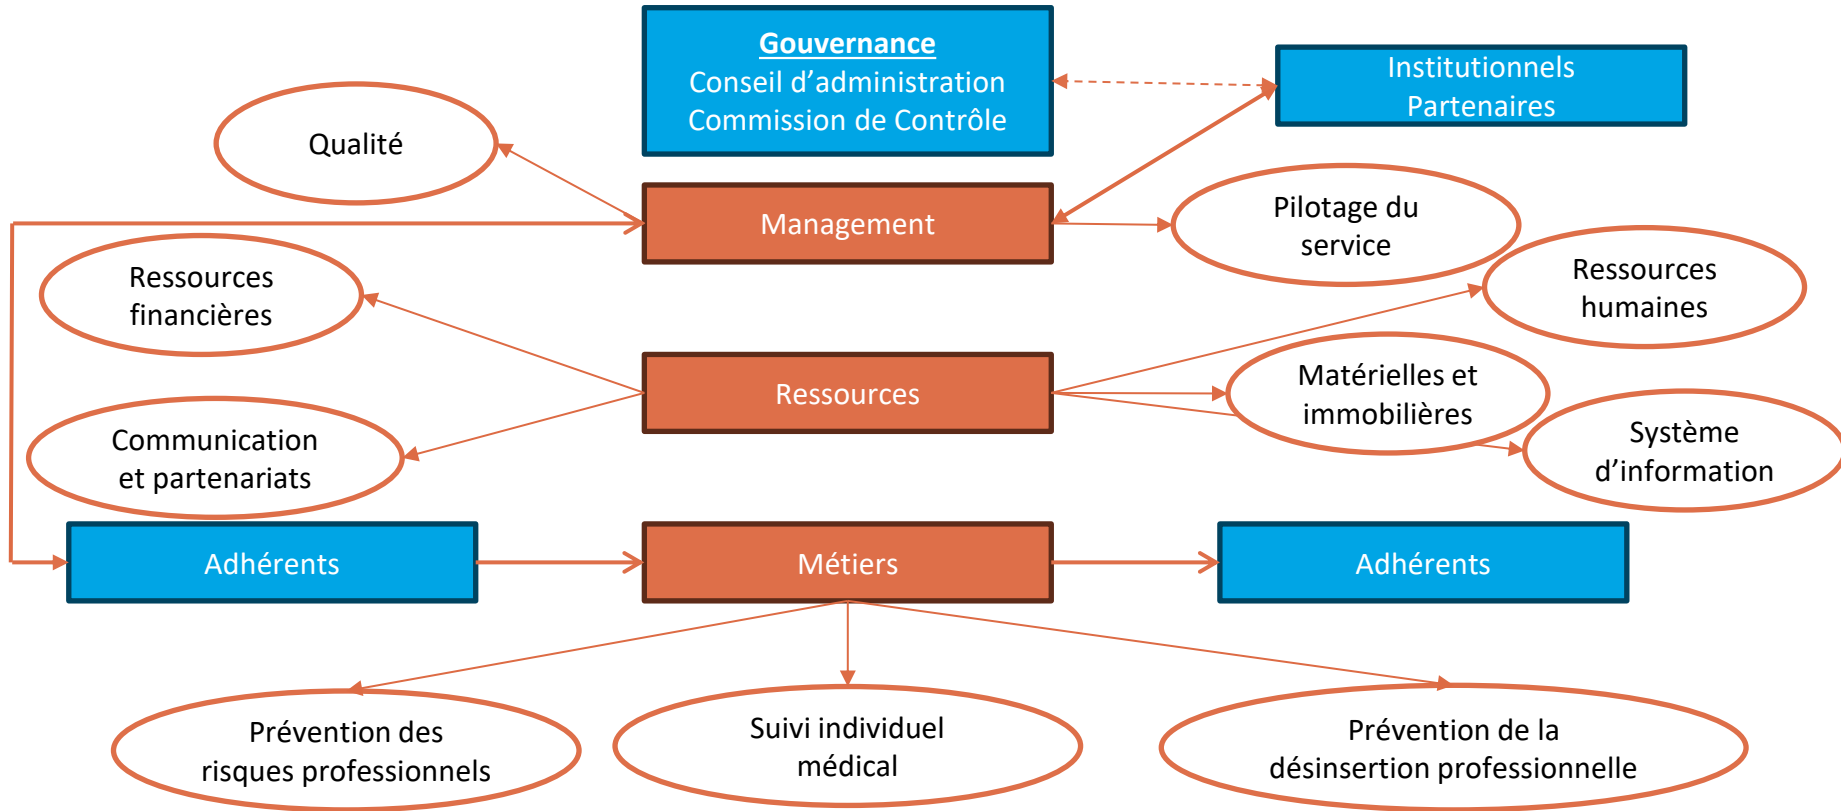 Gouvernance
Conseil d’administration
Commission de Contrôle
Institutionnels
Partenaires
Qualité
Management
Pilotage du
service
Ressources
financières
Ressources
humaines
Ressources
Matérielles et
immobilières
Communication
et partenariats
Système
d’information
Adhérents
Métiers
Adhérents
Prévention des
risques professionnels
Suivi individuel
médical
Prévention de la
désinsertion professionnelle